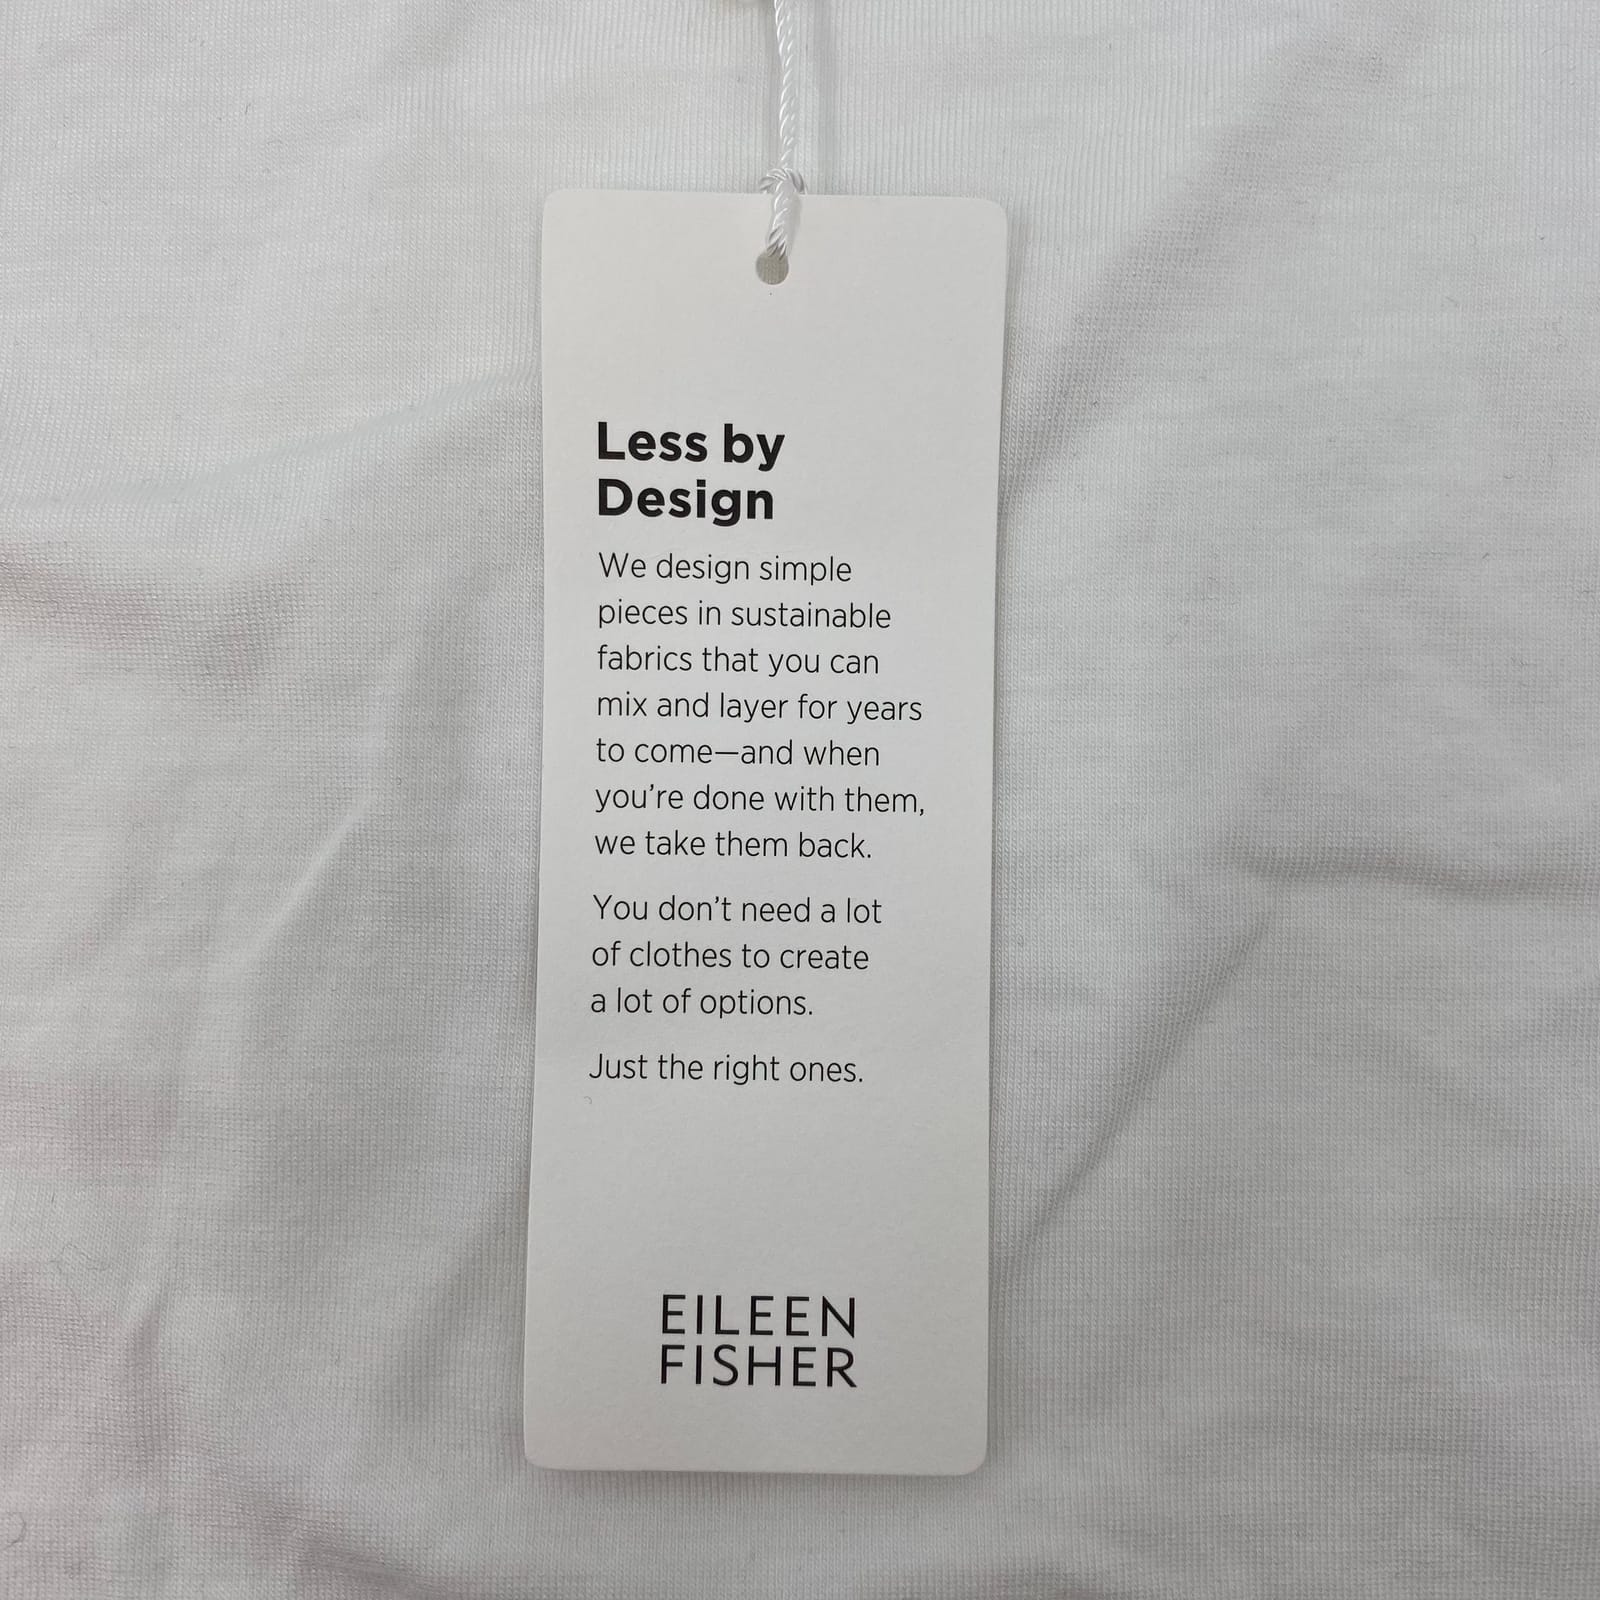 Less by
Design
We design simple
pieces in sustainable
fabrics that you can
mix and layer for years
to come—and when
you’re done with them,
we take them back.
You don’t need a lot
of clothes to create
a lot of options.
Just the right ones.
EILEEN
FISHER